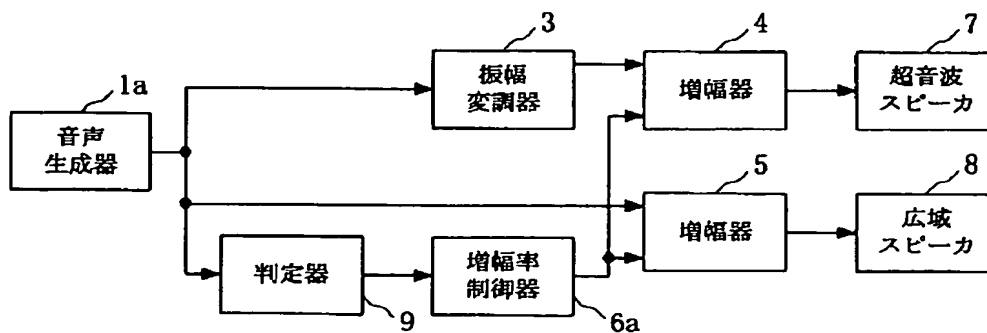 3
振幅
変調器
4
増幅器
7
超音波
スピーカ
1a
音声
生成器
5
増幅器
8
広域
スピーカ
判定器
9
増幅率
制御器
6a